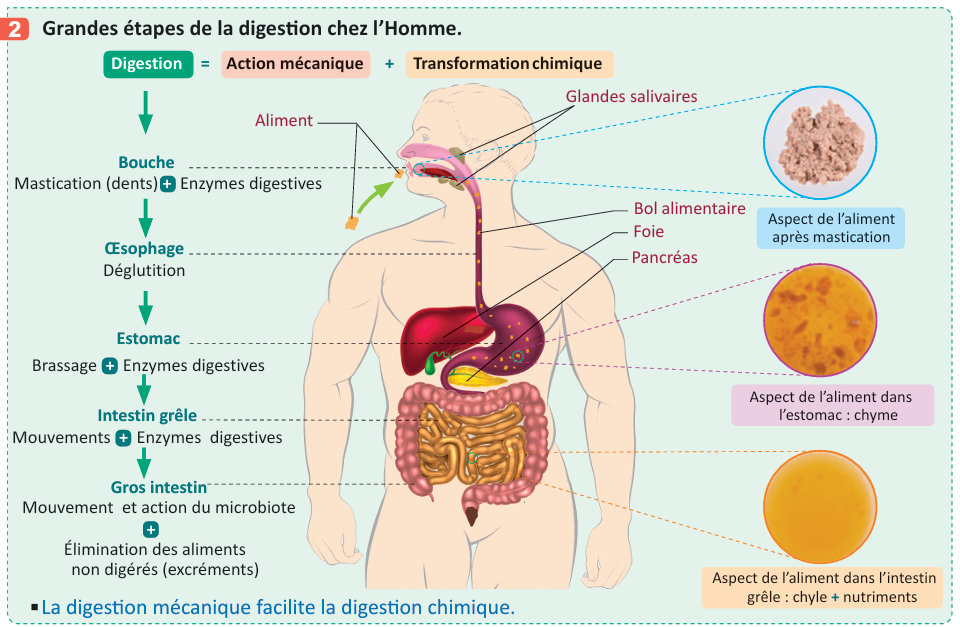 2 Grandes étapes de la digestion chez l'Homme.
Digestion = Action mécanique + Transformation chimique
Glandes salivaires
Aliment
Bouche
Mastication (dents) + Enzymes digestives
Bol alimentaire
Aspect de l'aliment
après mastication
Foie
Œsophage
Déglutition
Pancréas
Estomac
Brassage + Enzymes digestives
Aspect de l'aliment dans
l'estomac : chyme
Intestin grêle
Mouvements + Enzymes digestives
Gros intestin
Mouvement et action du microbiote
+
Élimination des aliments
non digérés (excréments)
Aspect de l'aliment dans l'intestin
grêle : chyle + nutriments
La digestion mécanique facilite la digestion chimique.